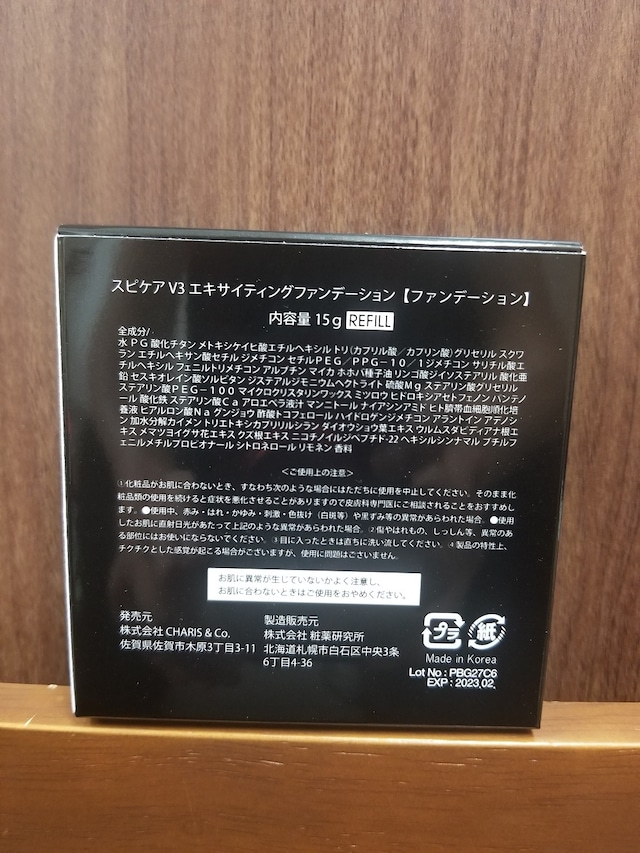 スピケア V3 エキサイティングファンデーション【ファンデーション】
内容量 15g REFILL
全成分/
水 PG 酸化チタン メトキシケイヒ酸エチルヘキシル トリ(カプリル酸/カプリン酸)グリセリル スクワ
ラン エチルヘキサン酸セチル ジメチコン セチルPEG/PPG-10/1ジメチコン サリチル酸エ
チルヘキシル フェニルトリメチコン アルブチン マイカ ホホバ種子油 リンゴ酸ジイソステアリル 酸化亜
鉛 セスキオレイン酸ソルビタン ジステアルジモニウムヘクトライト 硫酸Mg ステアリン酸グリセリル
ステアリン酸PEG-100 マイクロクリスタリンワックス ミツロウ ヒドロキシアセトフェノン パンテノ
ール 酸化鉄 ステアリン酸Ca アロエベラ液汁 マンニトール ナイアシンアミド ヒト臍帯血細胞順化培
養液 ヒアルロン酸Na グンジョウ 酢酸トコフェロール ハイドロゲンジメチコン アラントイン アデノシ
ン 加水分解カイメン トリエトキシカプリリルシラン ダイオウショウ葉エキス ウルムスダビディアナ根エ
キス メマツヨイグサ花エキス クズ根エキス ニコチノイルジペプチド-22 ヘキシルシンナマル ブチルフ
ェニルメチルプロピオナール シトロネロール リモネン 香料
<ご使用上の注意>
①化粧品がお肌に合わないとき、すなわち次のような場合にはただちに使用を中止してください。そのまま化
粧品類の使用を続けると症状を悪化させることがありますので皮膚科専門医にご相談されることをおすすめし
ます。●使用中、赤み・はれ・かゆみ・刺激・色抜け(白斑等)や黒ずみ等の異常があらわれた場合。●使用
したお肌に直射日光があたって上記のような異常があらわれた場合。②傷やはれもの、しっしん等、異常のあ
る部位にはお使いにならないでください。③目に入ったときは直ちに洗い流してください。④製品の特性上、
チクチクとした感覚が起こる場合がございますが、使用に問題はございません。
お肌に異常が生じていないかよく注意し、
お肌に合わないときはご使用をおやめください。
発売元
株式会社 CHARIS & Co.
佐賀県佐賀市木原3丁目3-11
製造販売元
株式会社 粧薬研究所
北海道札幌市白石区中央3条
6丁目4-36
プラ
紙
Made in Korea
Lot No : PBG27C6
EXP : 2023.02.